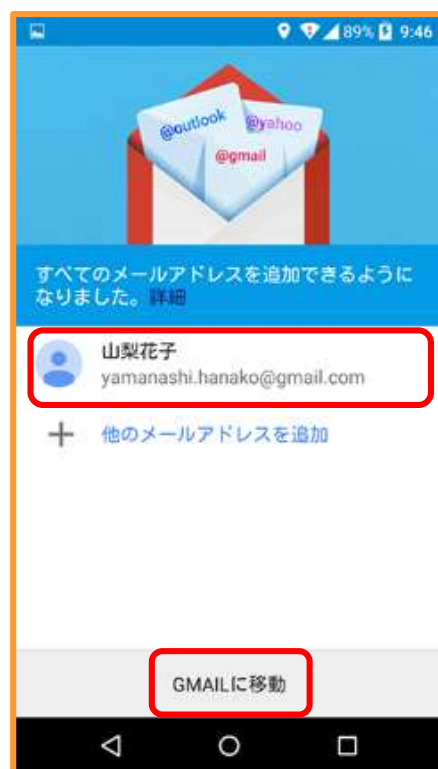 89% 9:46
@outlook
@yahoo
@gmail
すべてのメールアドレスを追加できるように
なりました。詳細
山梨花子
yamanashi.hanako@gmail.com
他のメールアドレスを追加
GMAILに移動